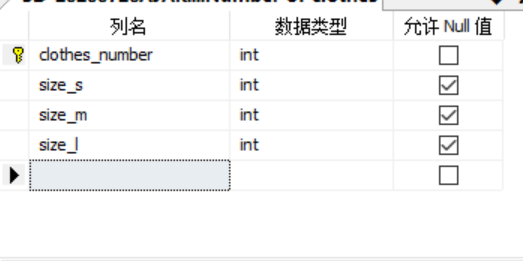 列名 数据类型 允许 Null 值
clothes_number int
size_s int
size_m int
size_l int